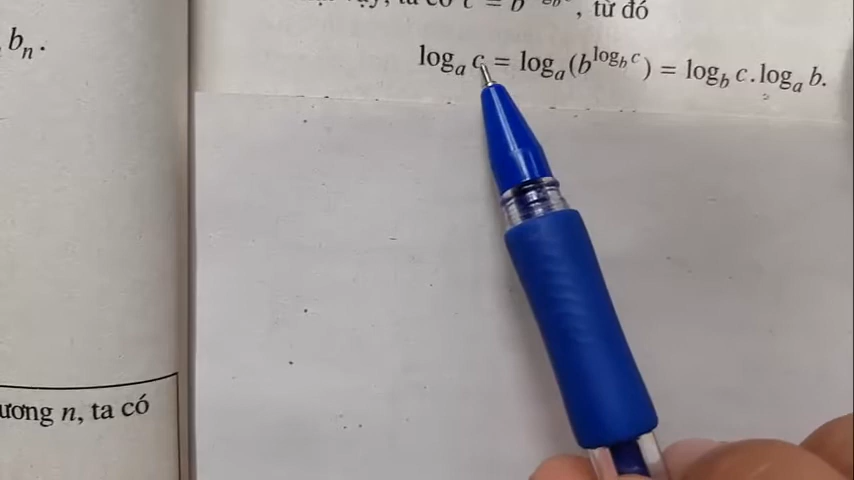 b_n.
ương n, ta có
, từ đó
log_a c = log_a(b^{log_b c}) = log_b c.log_a b.